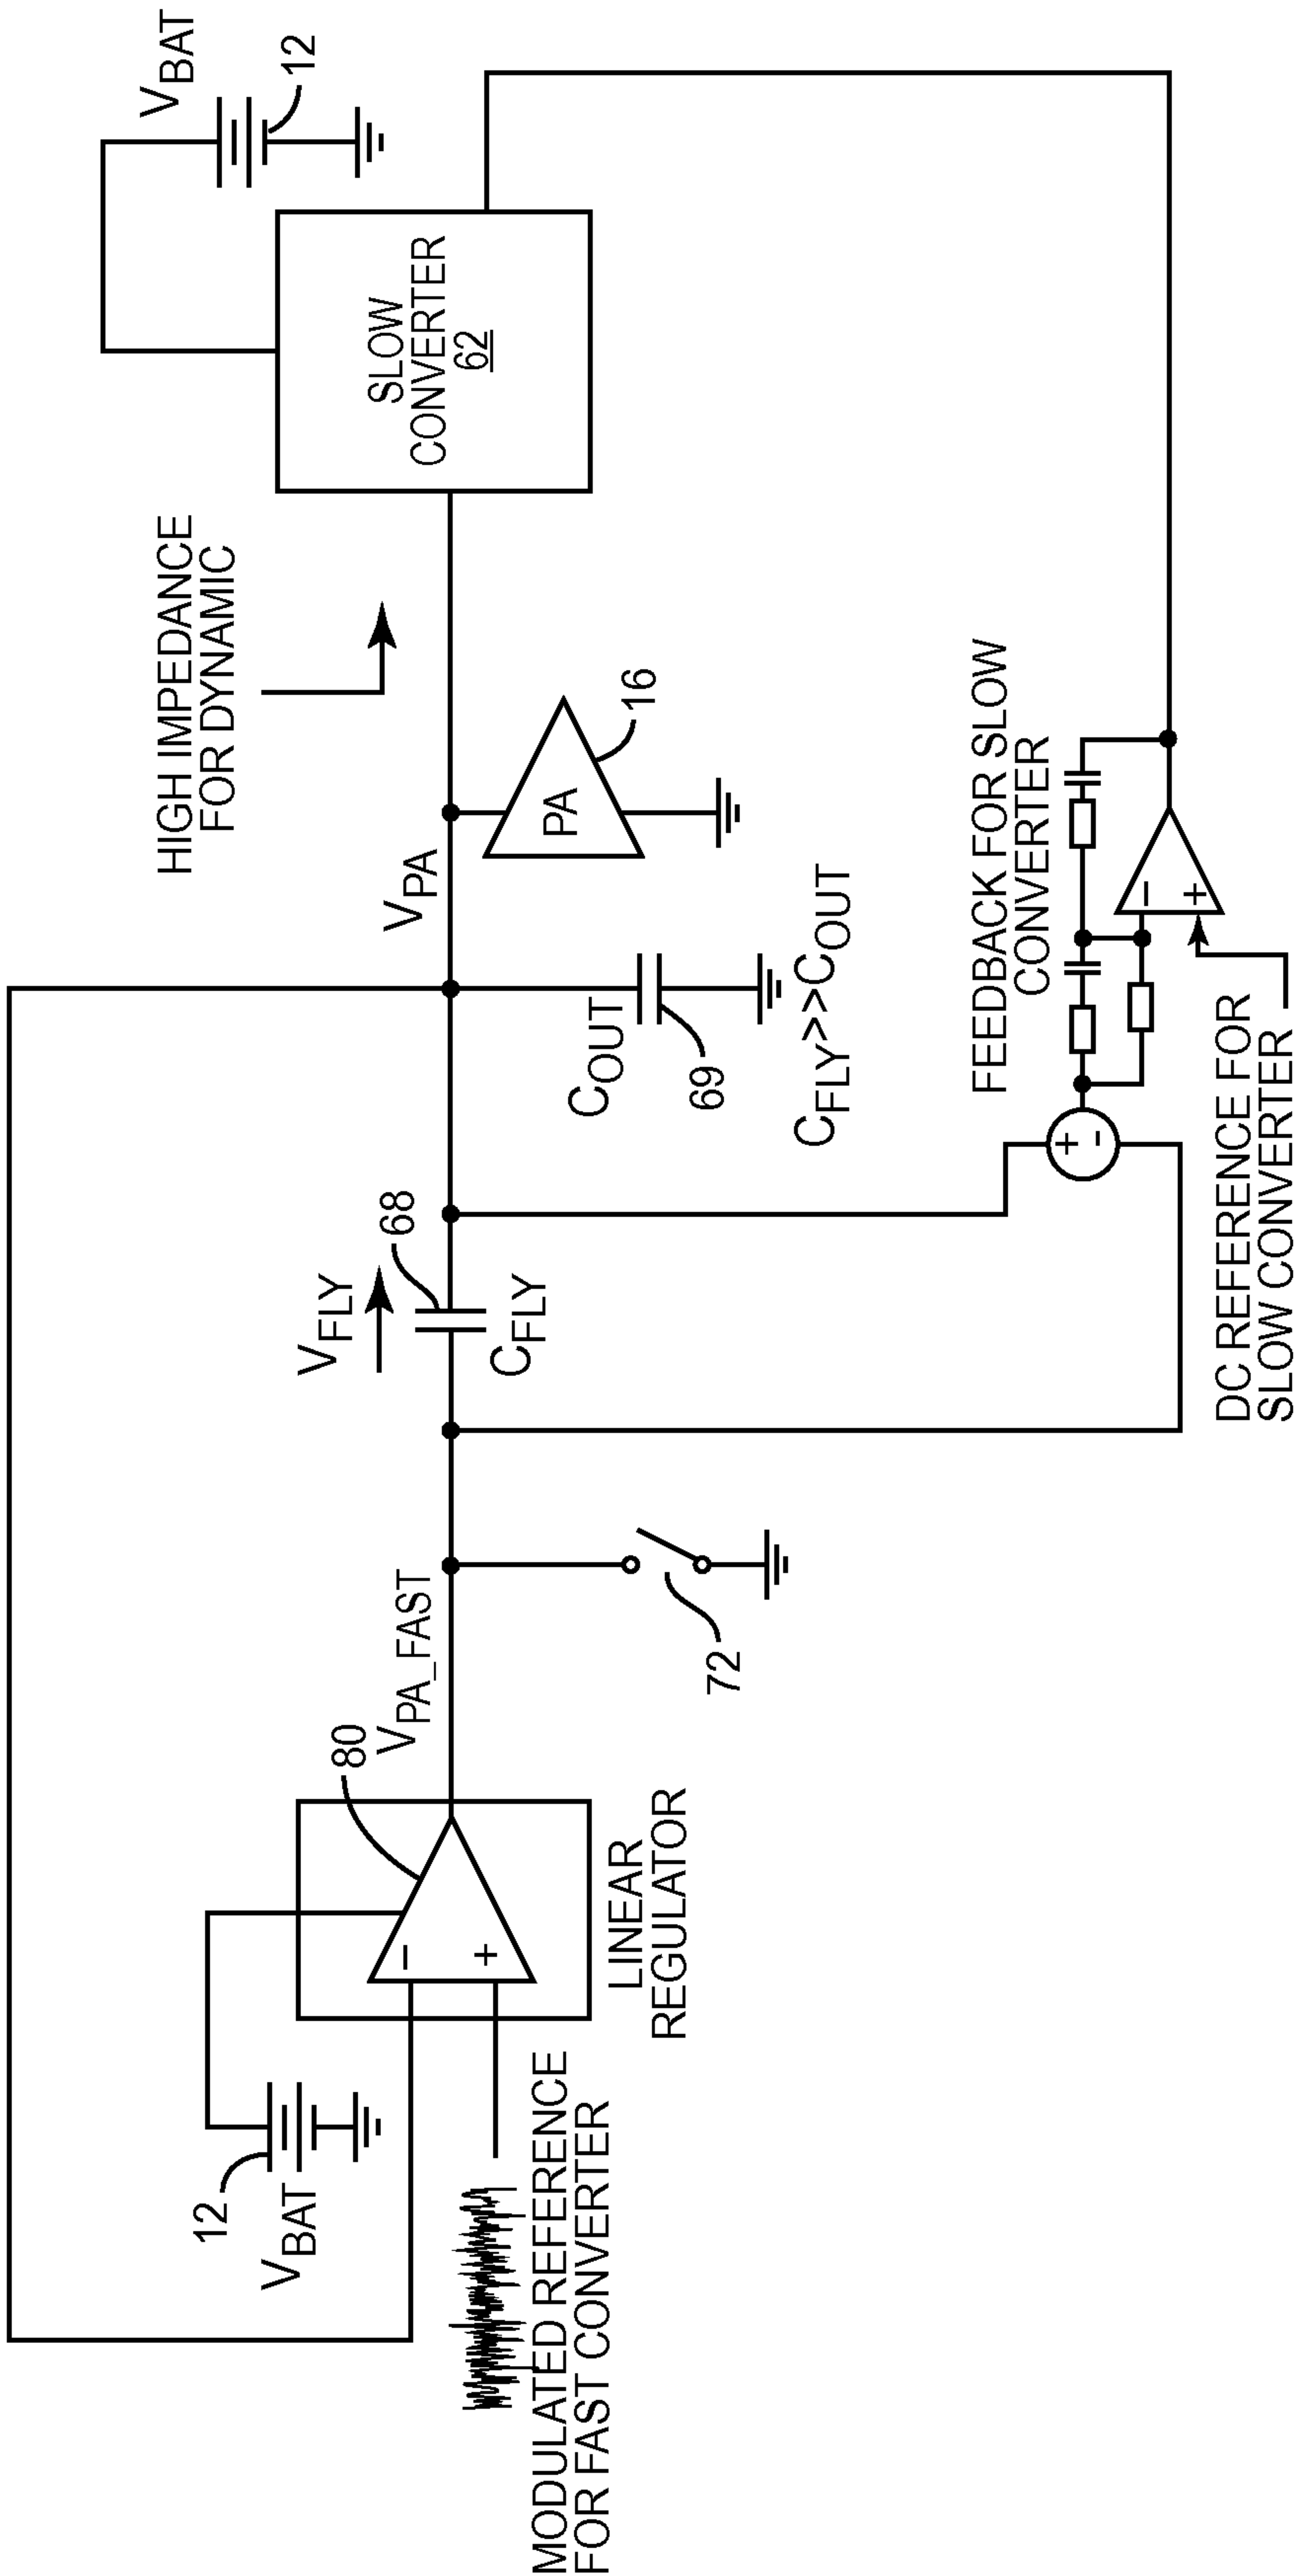 V_BAT
12
SLOW
CONVERTER
62
HIGH IMPEDANCE
FOR DYNAMIC
V_PA
PA
16
C_OUT
69
C_FLY>>C_OUT
V_FLY
68
C_FLY
FEEDBACK FOR SLOW
CONVERTER
+
-
-
+
DC REFERENCE FOR
SLOW CONVERTER
V_PA_FAST
72
80
-
+
LINEAR
REGULATOR
12
V_BAT
MODULATED REFERENCE
FOR FAST CONVERTER